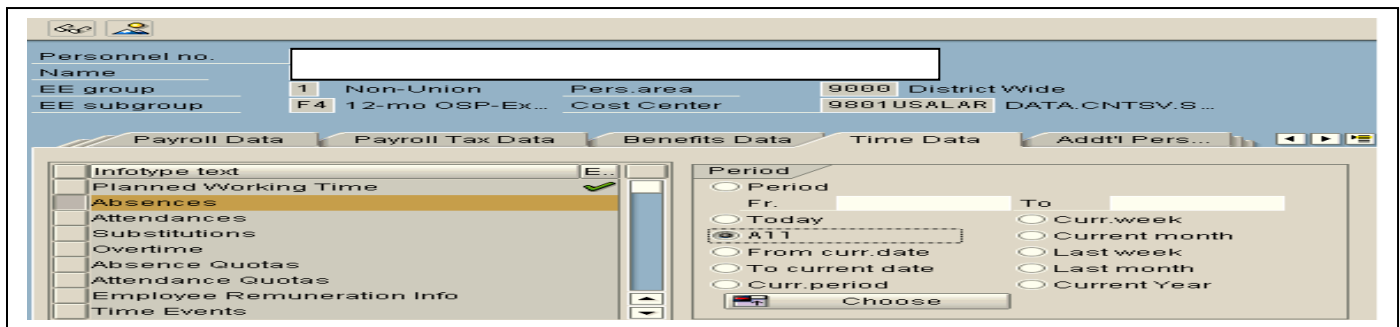 Personnel no.
Name
EE group 1 Non-Union Pers.area 9000 District Wide
EE subgroup F4 12-mo OSP-Ex... Cost Center 9801USALAR DATA.CNTSV.S...
Payroll Data Payroll Tax Data Benefits Data Time Data Addt'l Pers...
Infotype text E..
Planned Working Time
Absences
Attendances
Substitutions
Overtime
Absence Quotas
Attendance Quotas
Employee Remuneration Info
Time Events
Period
Period
Fr. To
Today Curr.week
All Current month
From curr.date Last week
To current date Last month
Curr.period Current Year
Choose